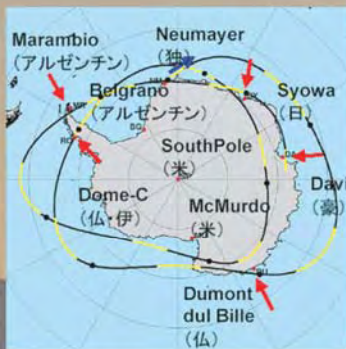 Neumayer
（独）
Marambio
（アルゼンチン）
Belgrano
（アルゼンチン）
Syowa
（日）
SouthPole
（米）
Davi
（豪）
Dome-C
（仏・伊）
McMurdo
（米）
Dumont
dul Bille
（仏）